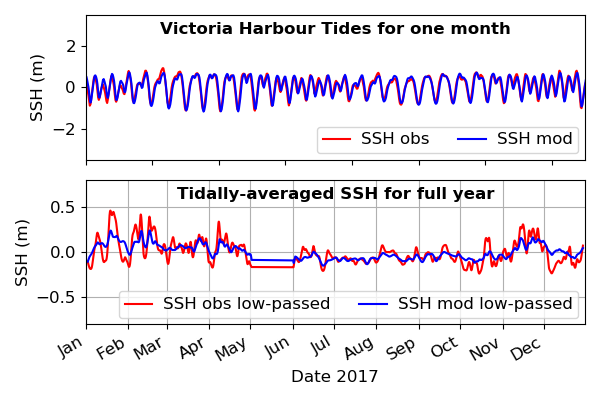 Victoria Harbour Tides for one month
2
0
−2
SSH (m)
SSH obs
SSH mod
Tidally-averaged SSH for full year
0.5
0.0
−0.5
SSH (m)
SSH obs low-passed
SSH mod low-passed
Jan Feb Mar Apr May Jun Jul Aug Sep Oct Nov Dec
Date 2017